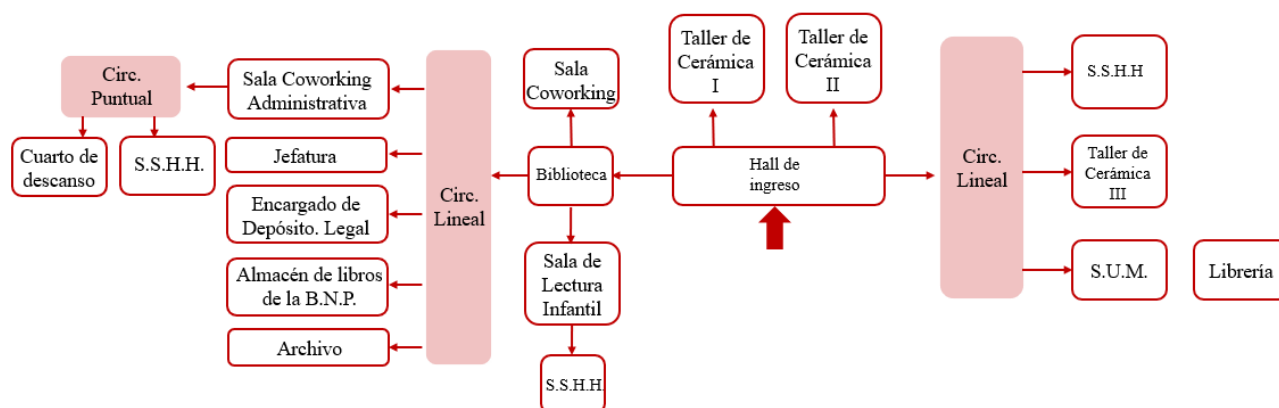 Circ.
Puntual
Cuarto de
descanso
S.S.H.H.
Sala Coworking
Administrativa
Jefatura
Encargado de
Depósito. Legal
Almacén de libros
de la B.N.P.
Archivo
Circ.
Lineal
Sala
Coworking
Biblioteca
Sala de
Lectura
Infantil
S.S.H.H.
Taller de
Cerámica
I
Taller de
Cerámica
II
Hall de
ingreso
Circ.
Lineal
S.S.H.H
Taller de
Cerámica
III
S.U.M.
Librería